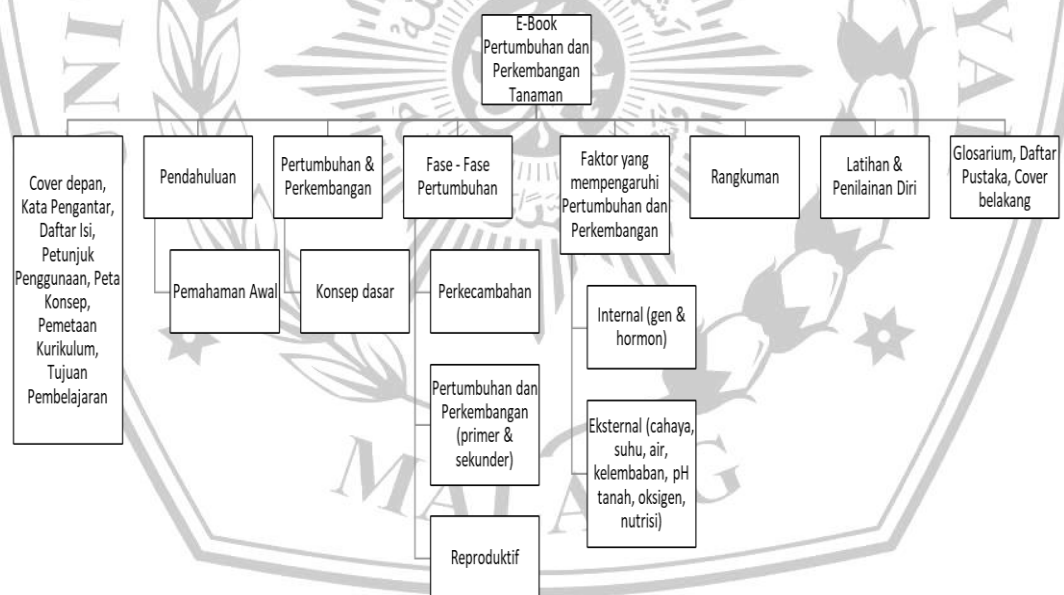 E-Book
Pertumbuhan dan
Perkembangan
Tanaman
Cover depan,
Kata Pengantar,
Daftar Isi,
Petunjuk
Penggunaan, Peta
Konsep,
Pemetaan
Kurikulum,
Tujuan
Pembelajaran
Pendahuluan
Pemahaman Awal
Pertumbuhan &
Perkembangan
Konsep dasar
Fase - Fase
Pertumbuhan
Perkecambahan
Pertumbuhan dan
Perkembangan
(primer &
sekunder)
Reproduktif
Faktor yang
mempengaruhi
Pertumbuhan dan
Perkembangan
Internal (gen &
hormon)
Eksternal (cahaya,
suhu, air,
kelembaban, pH
tanah, oksigen,
nutrisi)
Rangkuman
Latihan &
Penilainan Diri
Glosarium, Daftar
Pustaka, Cover
belakang
MALANG